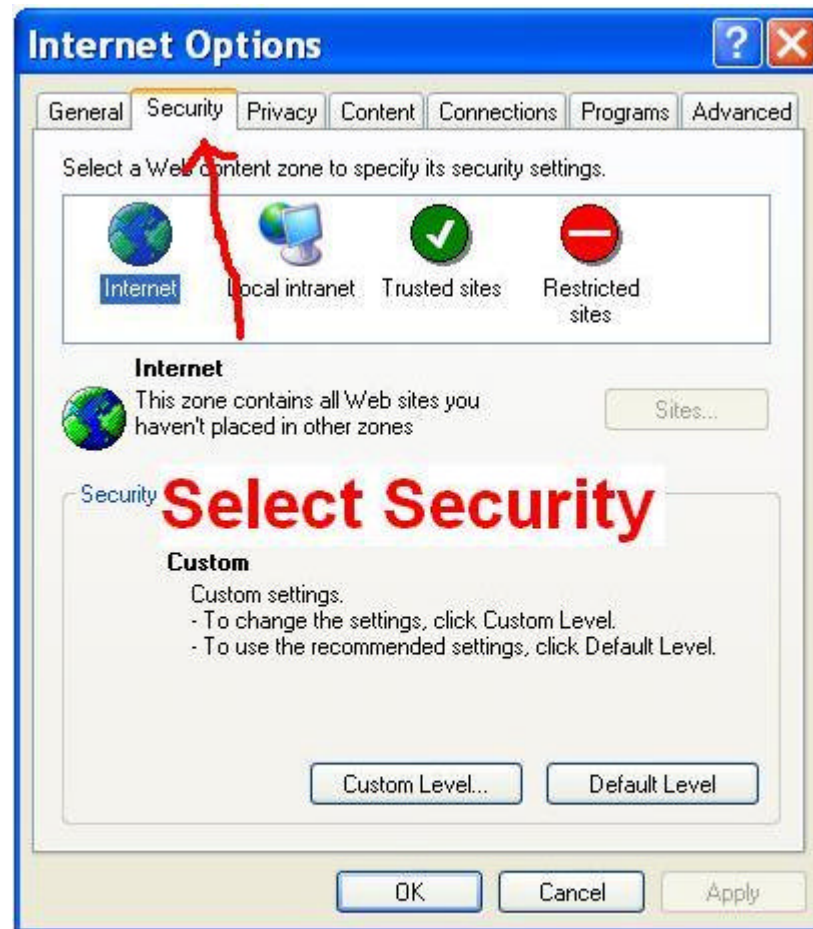 Internet Options
General Security Privacy Content Connections Programs Advanced
Select a Web content zone to specify its security settings.
Internet Local intranet Trusted sites Restricted sites
Internet
This zone contains all Web sites you
haven't placed in other zones
Sites...
Security
Select Security
Custom
Custom settings.
- To change the settings, click Custom Level.
- To use the recommended settings, click Default Level.
Custom Level... Default Level
OK Cancel Apply